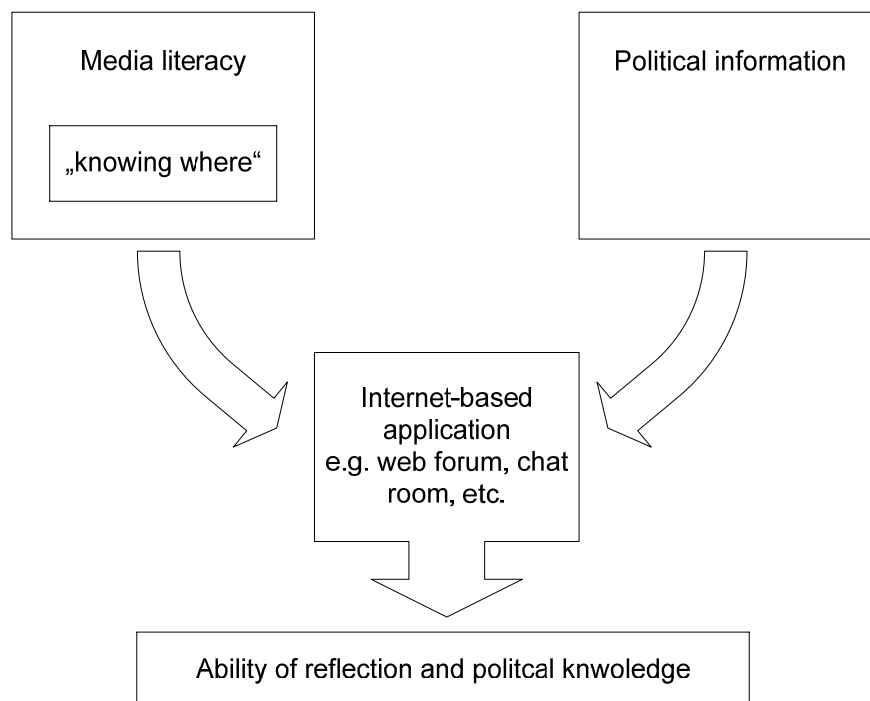 Media literacy
„knowing where“
Political information
Internet-based
application
e.g. web forum, chat
room, etc.
Ability of reflection and politcal knwoledge